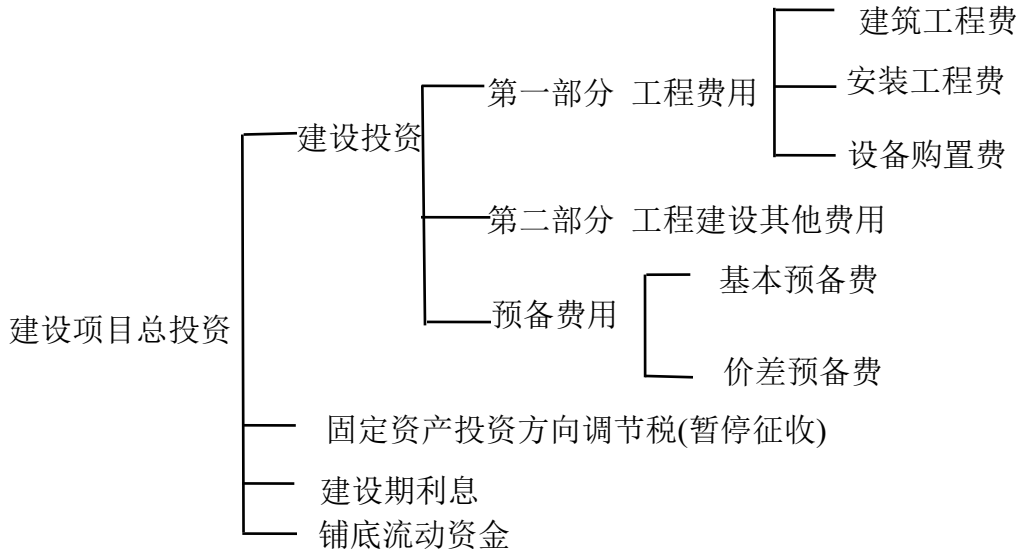 建筑工程费
第一部分 工程费用
安装工程费
建设投资
设备购置费
第二部分 工程建设其他费用
基本预备费
预备费用
建设项目总投资
价差预备费
固定资产投资方向调节税(暂停征收)
建设期利息
铺底流动资金